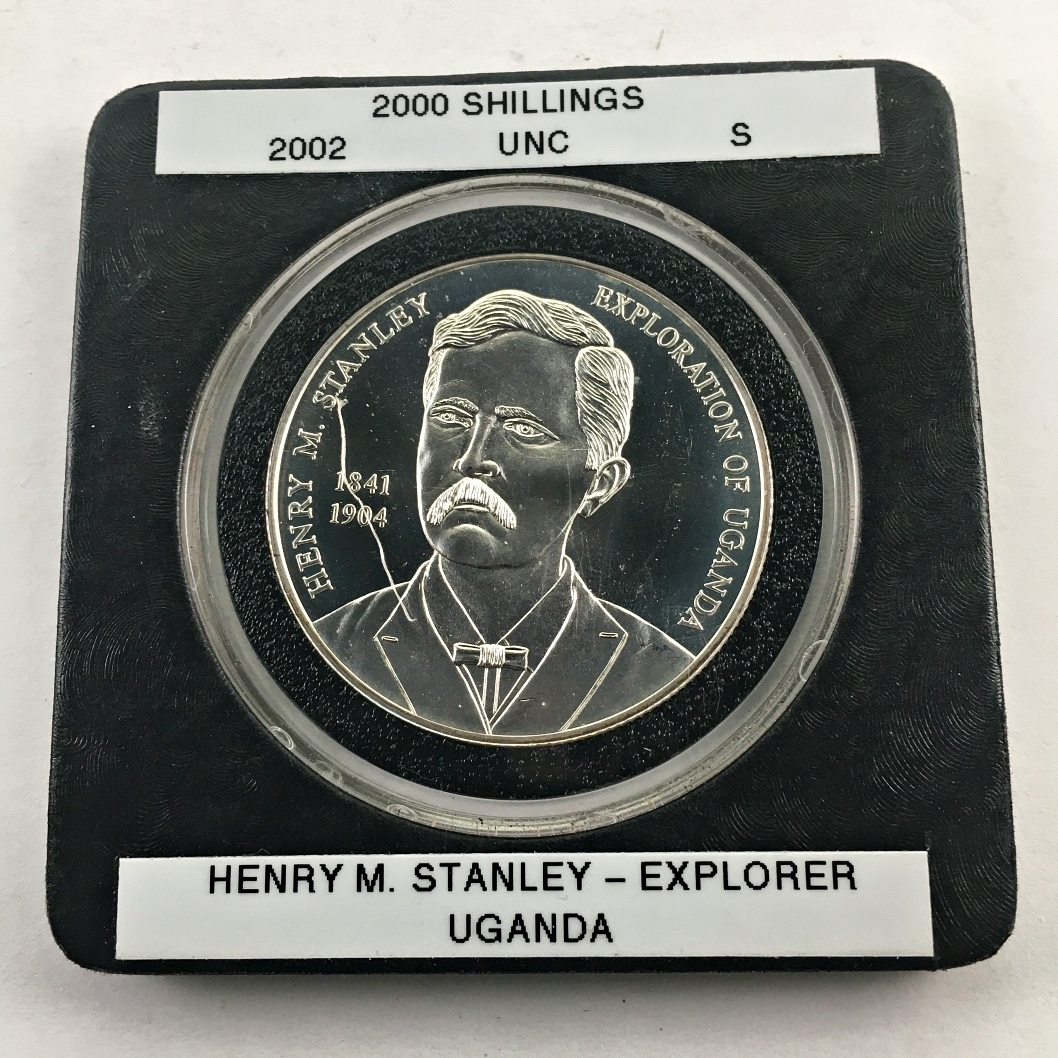 2000 SHILLINGS
2002 UNC S
HENRY M. STANLEY
EXPLORATION OF UGANDA
1841
1904
HENRY M. STANLEY – EXPLORER
UGANDA